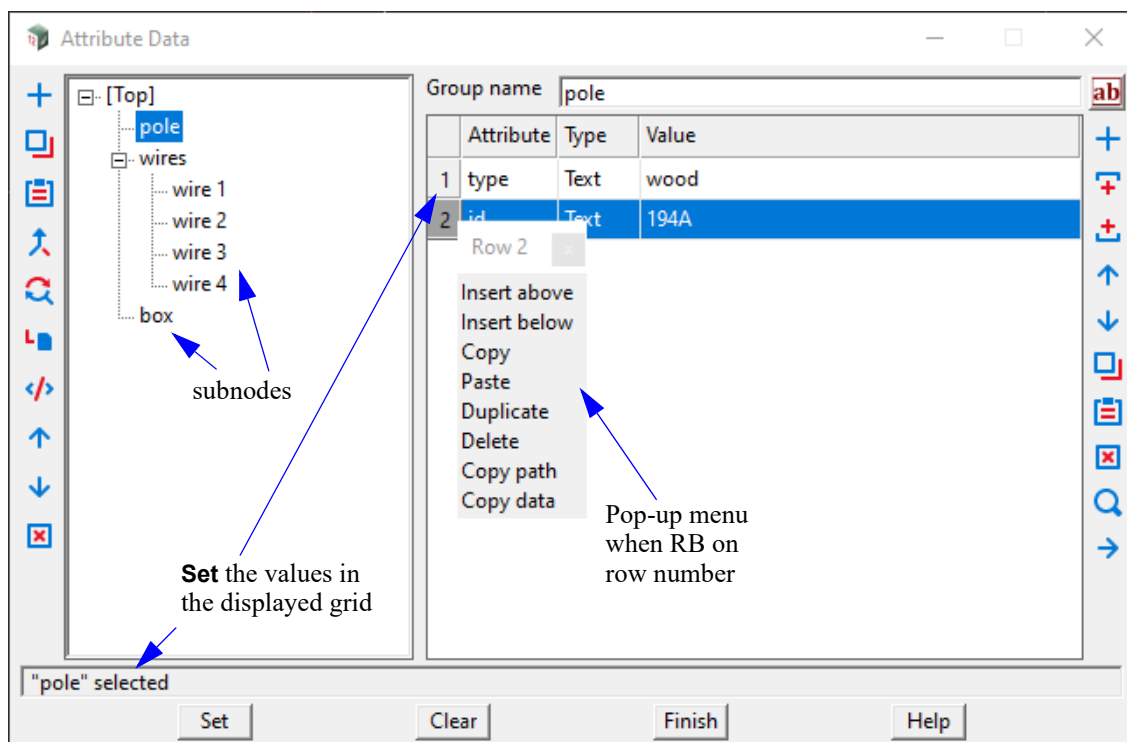 Attribute Data
[Top]
pole
wires
wire 1
wire 2
wire 3
wire 4
box
subnodes
Set the values in
the displayed grid
Group name pole
ab
Attribute Type Value
1 type Text wood
2 id Text 194A
Row 2 x
Insert above
Insert below
Copy
Paste
Duplicate
Delete
Copy path
Copy data
Pop-up menu
when RB on
row number
"pole" selected
Set Clear Finish Help